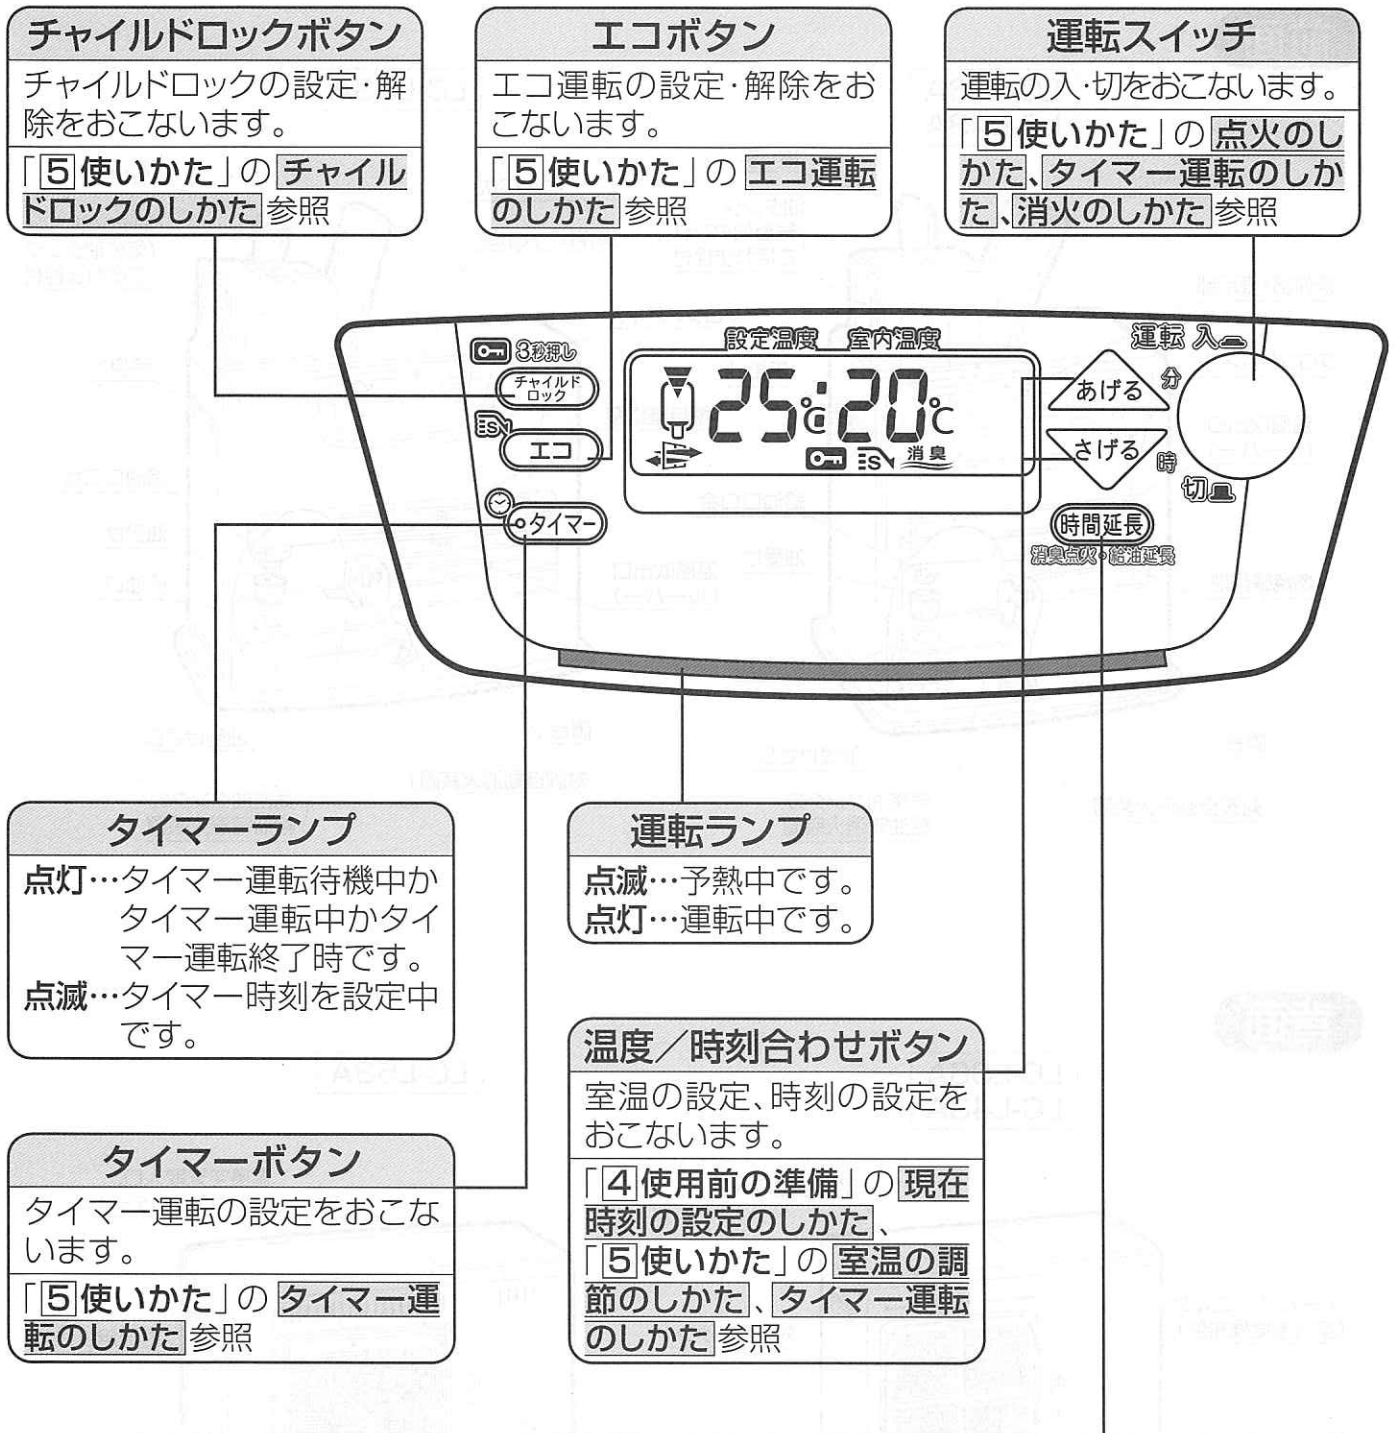 チャイルドロックボタン
チャイルドロックの設定・解
除をおこないます。
「5使いかた」の チャイル
ドロックのしかた 参照
エコボタン
エコ運転の設定・解除をお
こないます。
「5使いかた」の エコ運転
のしかた 参照
運転スイッチ
運転の入・切をおこないます。
「5使いかた」の 点火のし
かた、タイマー運転のしか
た、消火のしかた 参照
3秒押し
チャイルド
ロック
エコ
タイマー
設定温度 室内温度
25℃:20℃
消臭
運転 入
あげる 分
さげる 時
切
時間延長
消臭点火・給油延長
タイマーランプ
点灯…タイマー運転待機中か
タイマー運転中かタイ
マー運転終了時です。
点滅…タイマー時刻を設定中
です。
運転ランプ
点滅…予熱中です。
点灯…運転中です。
タイマーボタン
タイマー運転の設定をおこな
います。
「5使いかた」の タイマー運
転のしかた 参照
温度／時刻合わせボタン
室温の設定、時刻の設定を
おこないます。
「4使用前の準備」の 現在
時刻の設定のしかた、
「5使いかた」の 室温の調
節のしかた、タイマー運転
のしかた 参照